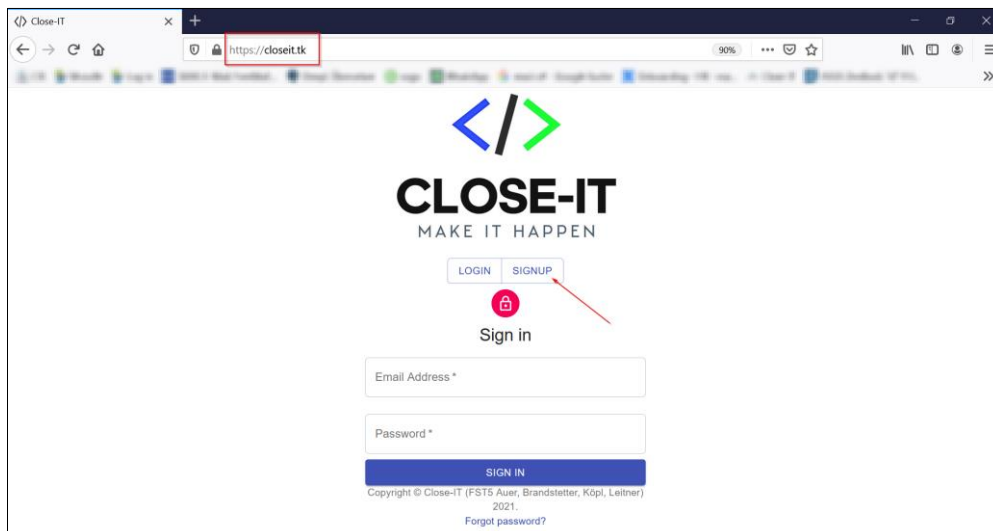 </> Close-IT
https://closeit.tk
90%
</>
CLOSE-IT
MAKE IT HAPPEN
LOGIN SIGNUP
Sign in
Email Address *
Password *
SIGN IN
Copyright © Close-IT (FST5 Auer, Brandstetter, Köpl, Leitner)
2021.
Forgot password?